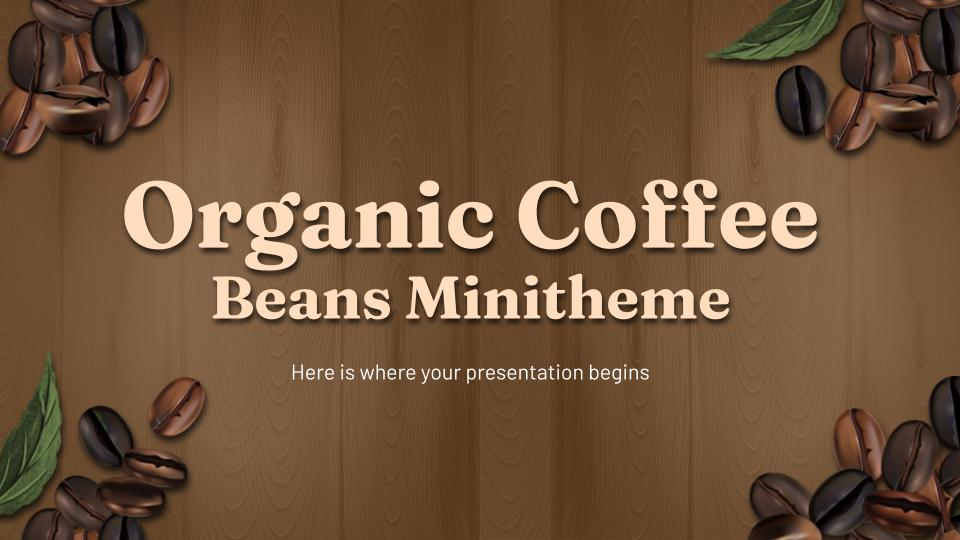 Organic Coffee
Beans Minitheme
Here is where your presentation begins